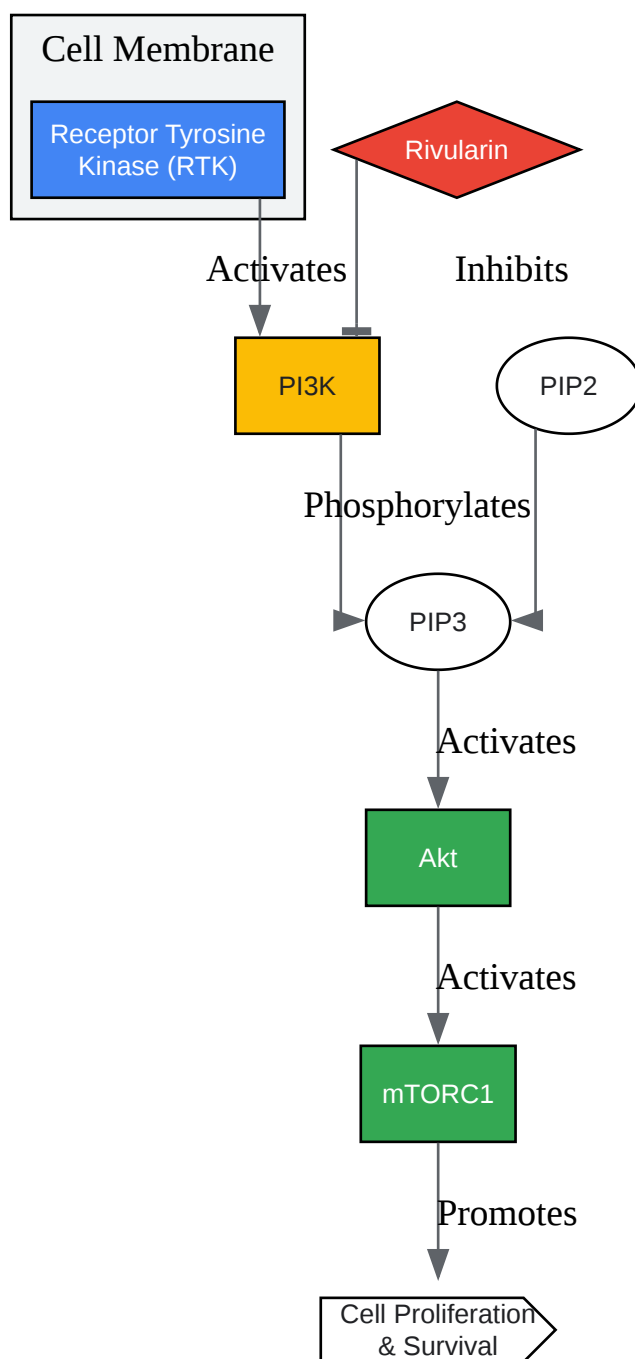 Cell Membrane
Receptor Tyrosine
Kinase (RTK)
Rivularin
Activates
Inhibits
PI3K
PIP2
Phosphorylates
PIP3
Activates
Akt
Activates
mTORC1
Promotes
Cell Proliferation
& Survival